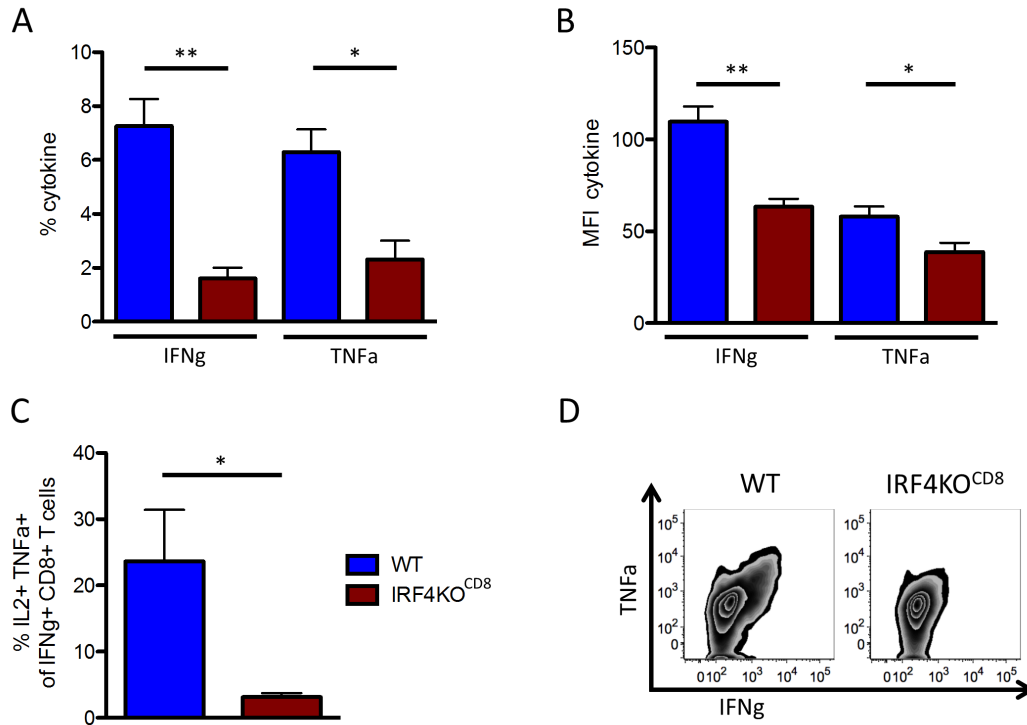 A
10
8
6
4
2
0
% cytokine
**
*
IFNg
TNFa
B
150
100
50
0
MFI cytokine
**
*
IFNg
TNFa
C
40
30
20
10
0
% IL2+ TNFa+
of IFNg+ CD8+ T cells
*
WT
IRF4KO^CD8
D
WT
IRF4KO^CD8
TNFa
10^5
10^4
10^3
10^2
0
0 10^2 10^3 10^4 10^5
10^5
10^4
10^3
10^2
0
0 10^2 10^3 10^4 10^5
IFNg